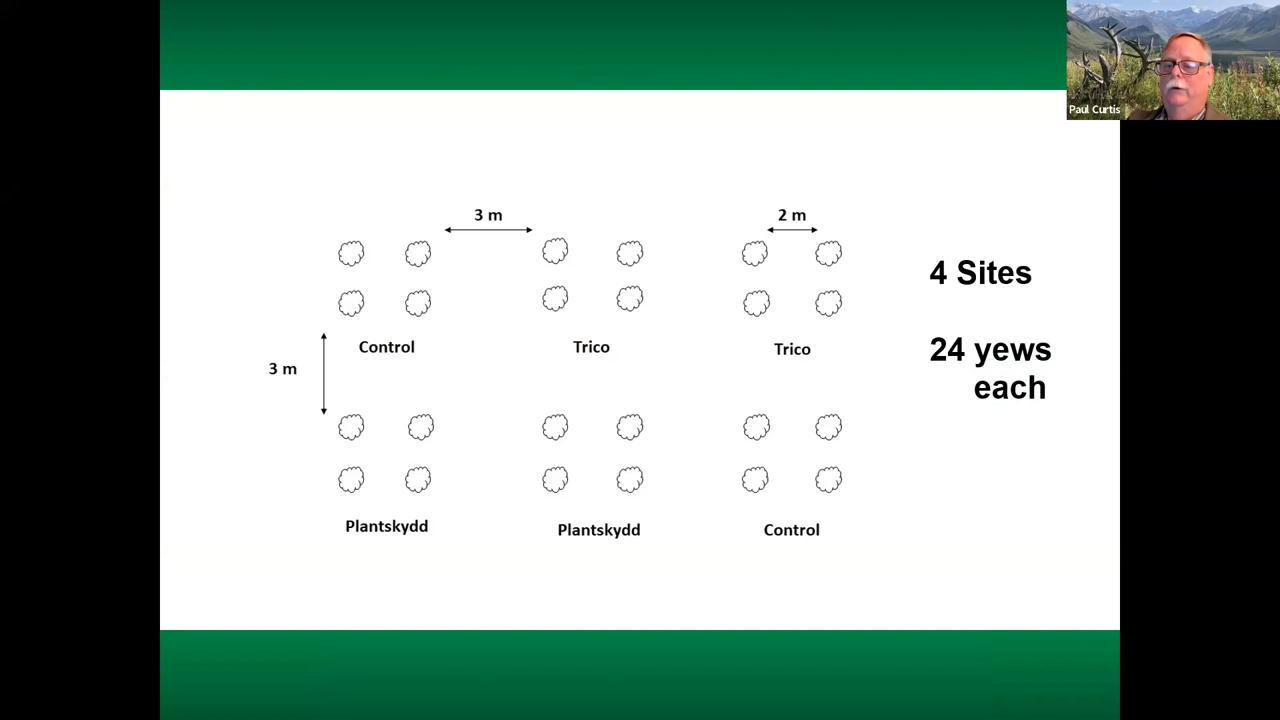 Paul Curtis
3 m
2 m
4 Sites
24 yews
each
Control
Trico
Trico
3 m
Plantskydd
Plantskydd
Control